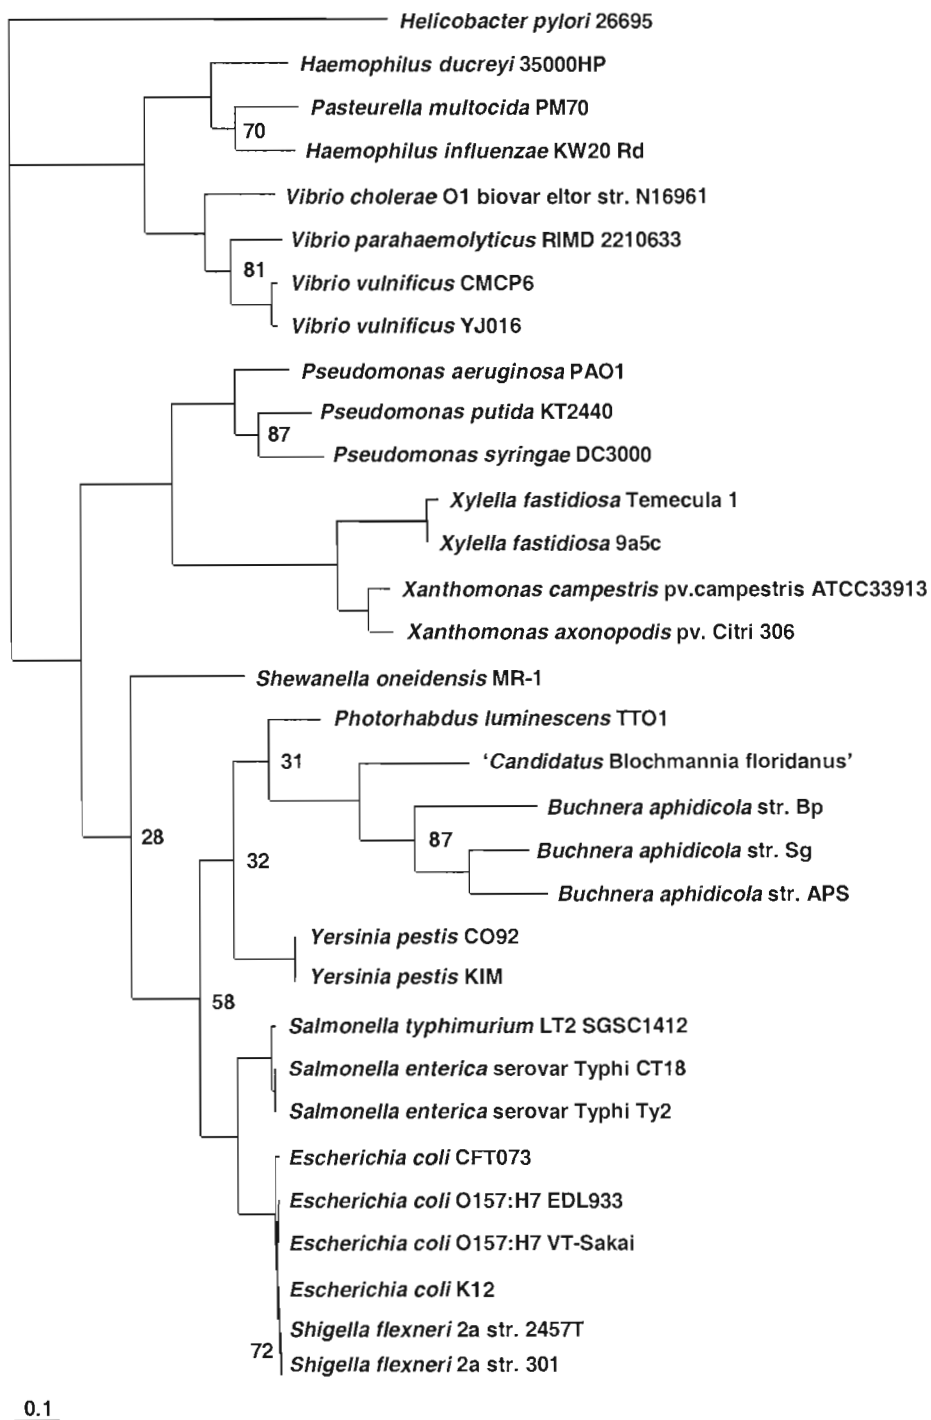 Helicobacter pylori 26695
Haemophilus ducreyi 35000HP
Pasteurella multocida PM70
70
Haemophilus influenzae KW20 Rd
Vibrio cholerae O1 biovar eltor str. N16961
Vibrio parahaemolyticus RIMD 2210633
81
Vibrio vulnificus CMCP6
Vibrio vulnificus YJ016
Pseudomonas aeruginosa PAO1
Pseudomonas putida KT2440
87
Pseudomonas syringae DC3000
Xylella fastidiosa Temecula 1
Xylella fastidiosa 9a5c
Xanthomonas campestris pv.campestris ATCC33913
Xanthomonas axonopodis pv. Citri 306
Shewanella oneidensis MR-1
Photorhabdus luminescens TTO1
31
‘Candidatus Blochmannia floridanus’
Buchnera aphidicola str. Bp
28
87
Buchnera aphidicola str. Sg
32
Buchnera aphidicola str. APS
Yersinia pestis CO92
Yersinia pestis KIM
58
Salmonella typhimurium LT2 SGSC1412
Salmonella enterica serovar Typhi CT18
Salmonella enterica serovar Typhi Ty2
Escherichia coli CFT073
Escherichia coli O157:H7 EDL933
Escherichia coli O157:H7 VT-Sakai
Escherichia coli K12
Shigella flexneri 2a str. 2457T
72
Shigella flexneri 2a str. 301
0.1